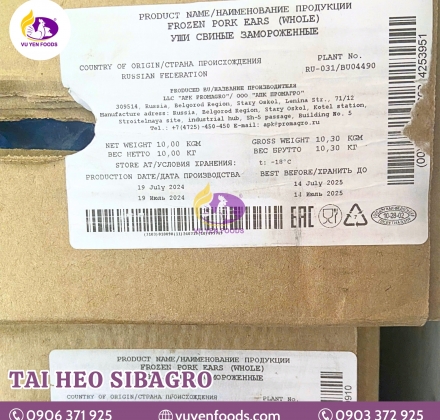 VU YEN FOODS
PRODUCT NAME/НАИМЕНОВАНИЕ ПРОДУКЦИИ
FROZEN PORK EARS (WHOLE)
УШИ СВИНЫЕ ЗАМОРОЖЕННЫЕ
COUNTRY OF ORIGIN/СТРАНА ПРОИСХОЖДЕНИЯ
RUSSIAN FEDERATION
PLANT No.
RU-031/BU04490
PRODUCED BY/НАЗВАНИЕ ПРОИЗВОДИТЕЛЯ
LLC "APK PROMAGRO"/ ООО "АПК ПРОМАГРО"
309514, Russia, Belgorod Region, Stary Oskol, Lenina Str., 71/12
Manufacture adress: Russia, Belgorod Region, Stary Oskol, Kotel station,
Stroitelnaya site, industrial hub, Sh-5 passage, Building No. 5
Tel.: +7(4725)-450-450 E-mail: apk@promagro.ru
NET WEIGHT 10,00 KGM
ВЕС НЕТТО 10,00 КГ
GROSS WEIGHT 10,30 KGM
ВЕС БРУТТО 10,30 КГ
STORE AT/УСЛОВИЯ ХРАНЕНИЯ: t: -18°C
PRODUCTION DATE/ДАТА ПРОИЗВОДСТВА
19 July 2024
19 Июль 2024
BEST BEFORE/ХРАНИТЬ ДО
14 July 2025
14 Июль 2025
EAC
VU YEN FOODS
PRODUCT NAME/НАИМЕНОВАНИЕ ПРОДУКЦИИ
FROZEN PORK EARS (WHOLE)
COUNTRY OF ORIGIN/СТРАНА ПРОИСХОЖДЕНИЯ
PLANT No.
TAI HEO SIBAGRO
0906 371 925
vuyenfoods.com
0903 372 925